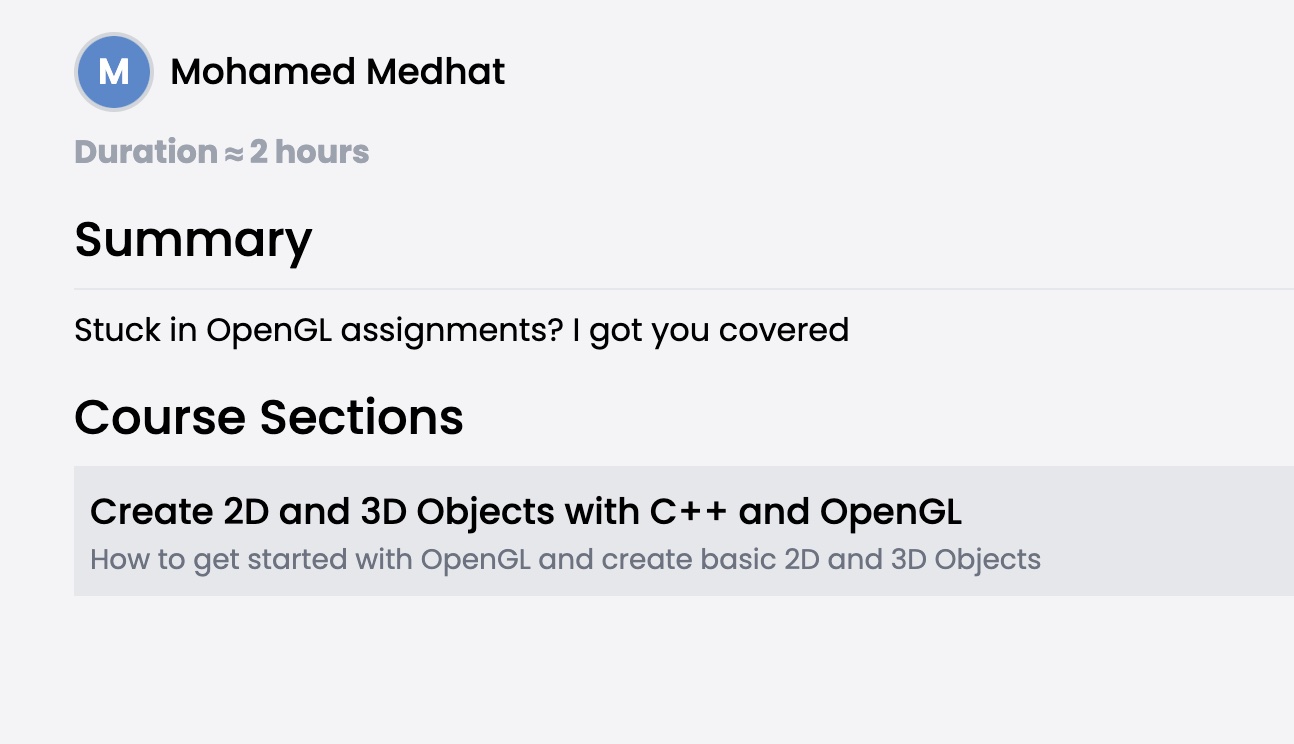 M
Mohamed Medhat
Duration ≈ 2 hours
Summary
Stuck in OpenGL assignments? I got you covered
Course Sections
Create 2D and 3D Objects with C++ and OpenGL
How to get started with OpenGL and create basic 2D and 3D Objects